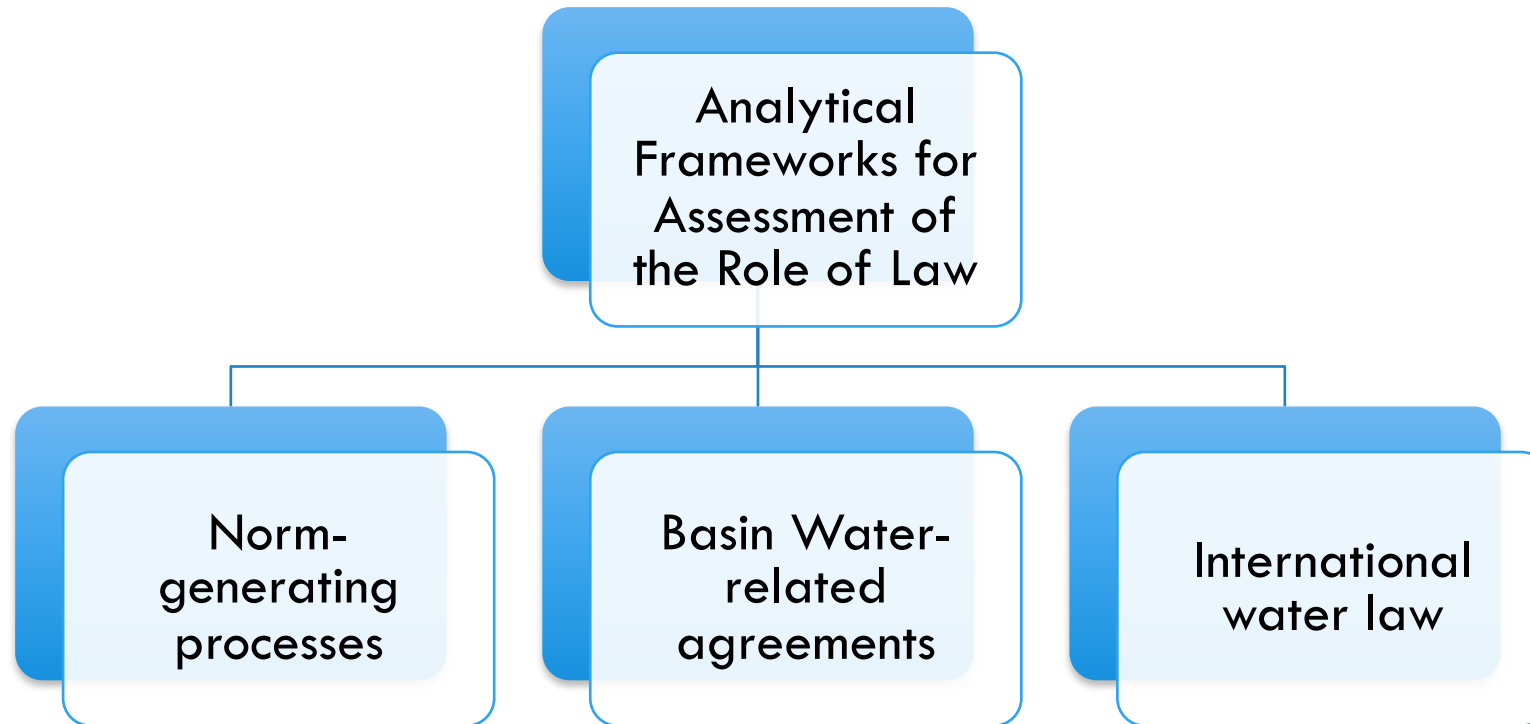 Analytical
Frameworks for
Assessment of
the Role of Law
Norm-
generating
processes
Basin Water-
related
agreements
International
water law